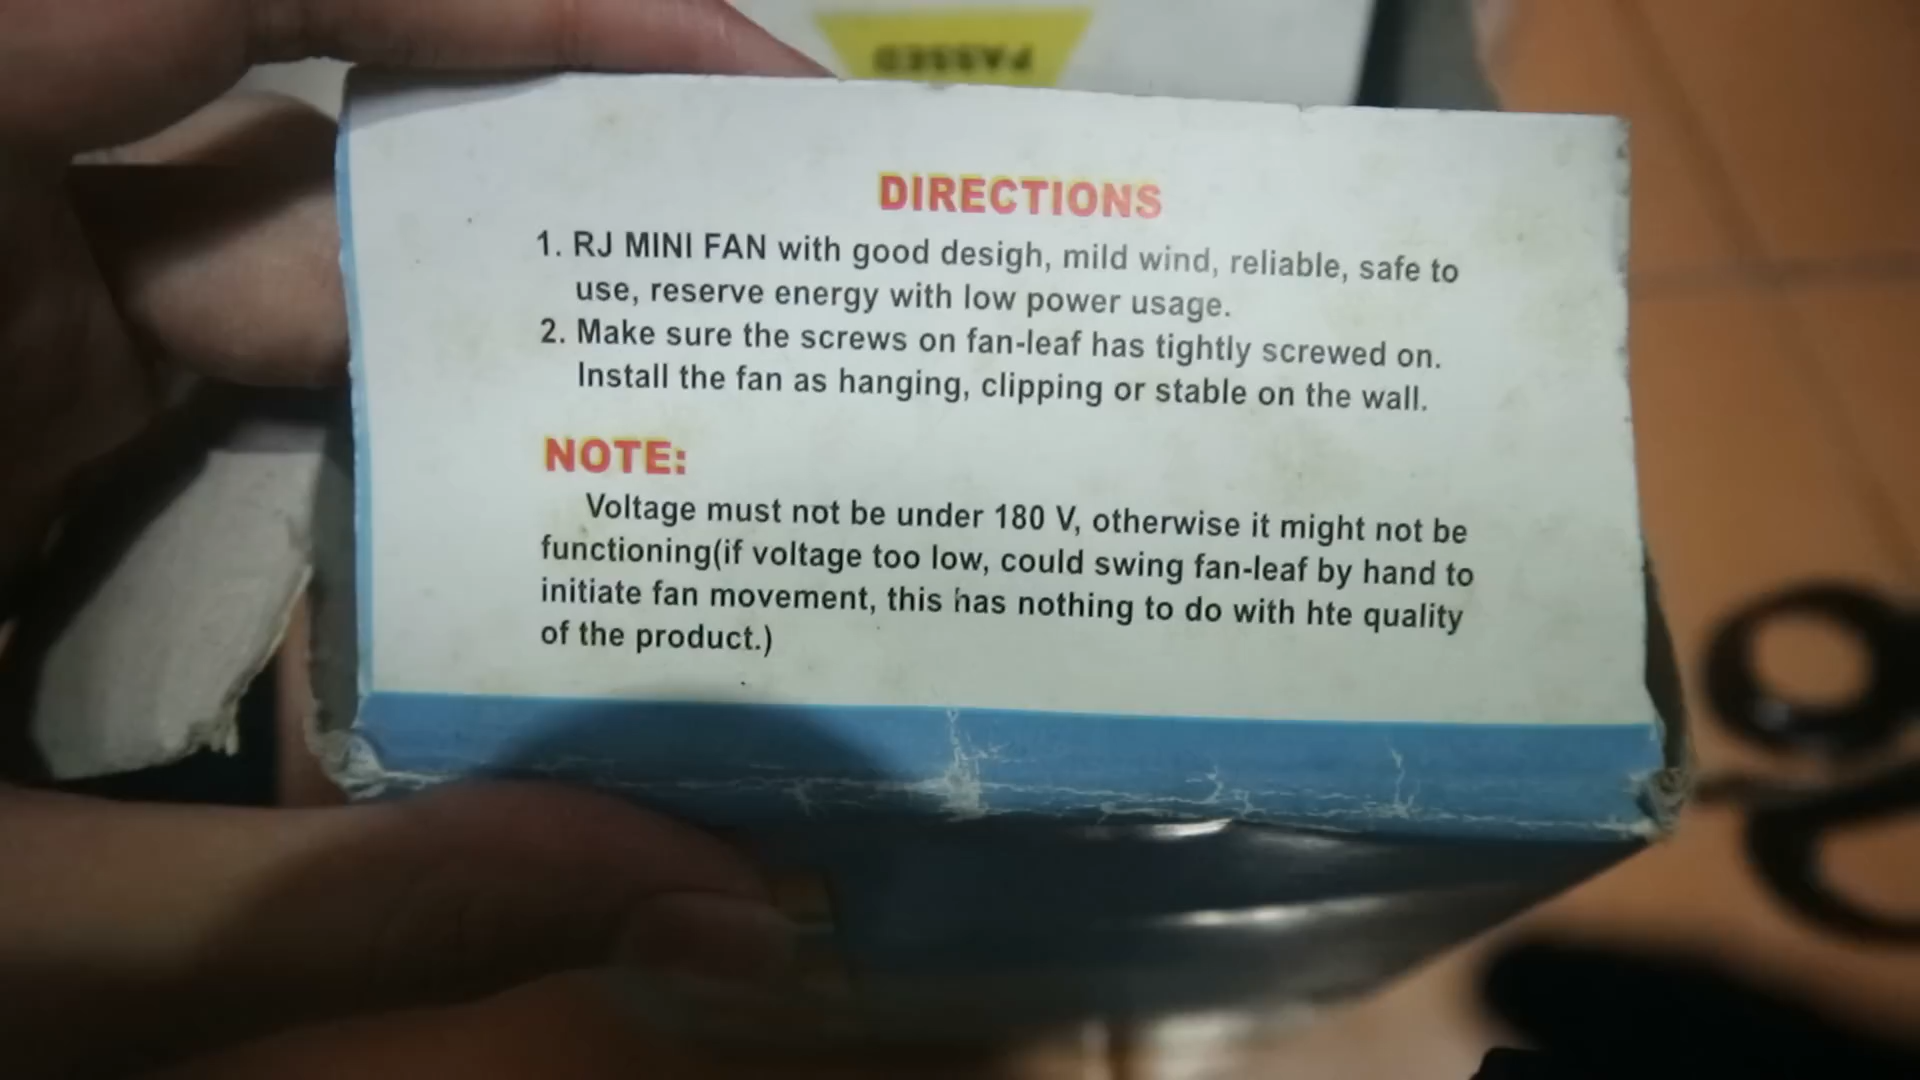 PASSED
DIRECTIONS
1. RJ MINI FAN with good desigh, mild wind, reliable, safe to
use, reserve energy with low power usage.
2. Make sure the screws on fan-leaf has tightly screwed on.
Install the fan as hanging, clipping or stable on the wall.
NOTE:
Voltage must not be under 180 V, otherwise it might not be
functioning(if voltage too low, could swing fan-leaf by hand to
initiate fan movement, this has nothing to do with hte quality
of the product.)